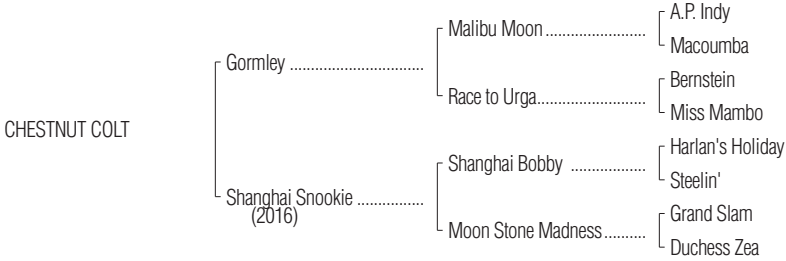 A.P. Indy
Malibu Moon........................
Macoumba
Gormley ................................
Bernstein
Race to Urga..........................
Miss Mambo
CHESTNUT COLT
Harlan's Holiday
Shanghai Bobby ..................
Steelin'
Shanghai Snookie ................
(2016)
Grand Slam
Moon Stone Madness..........
Duchess Zea